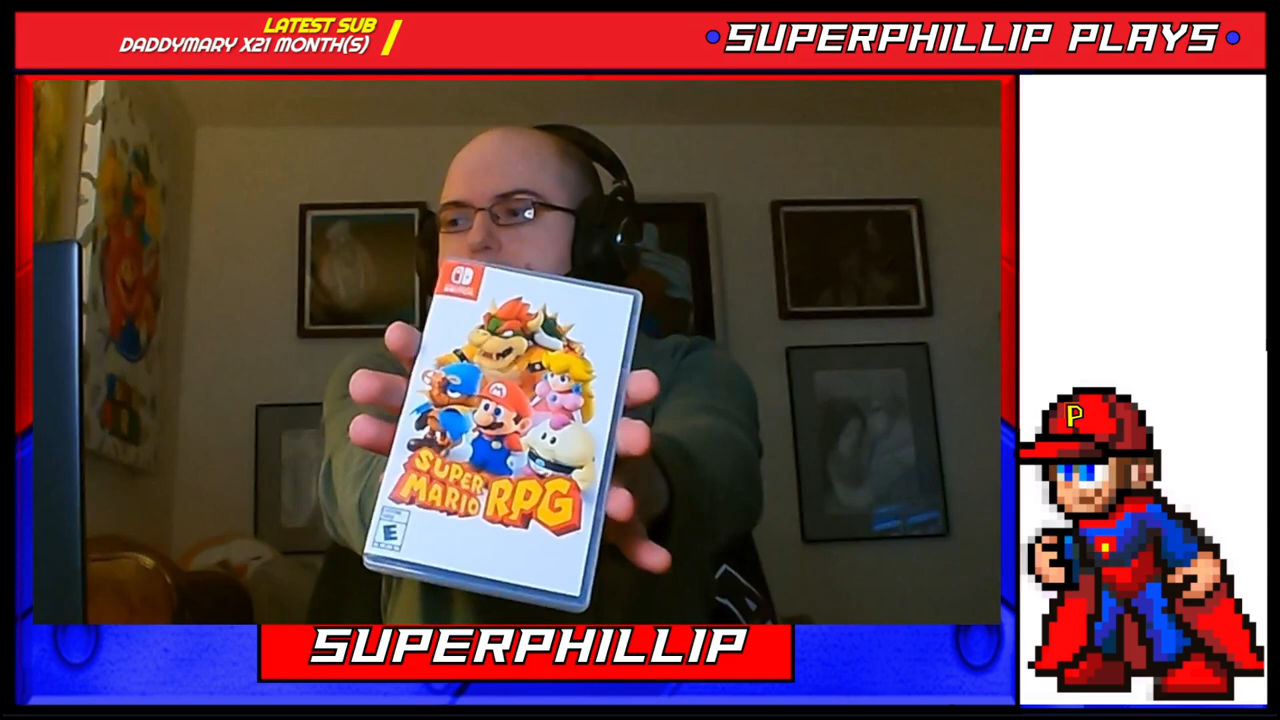 LATEST SUB
DADDYMARY X21 MONTH(S)
SUPERPHILLIP PLAYS
M
SUPER
MARIO RPG
E
P
SUPERPHILLIP